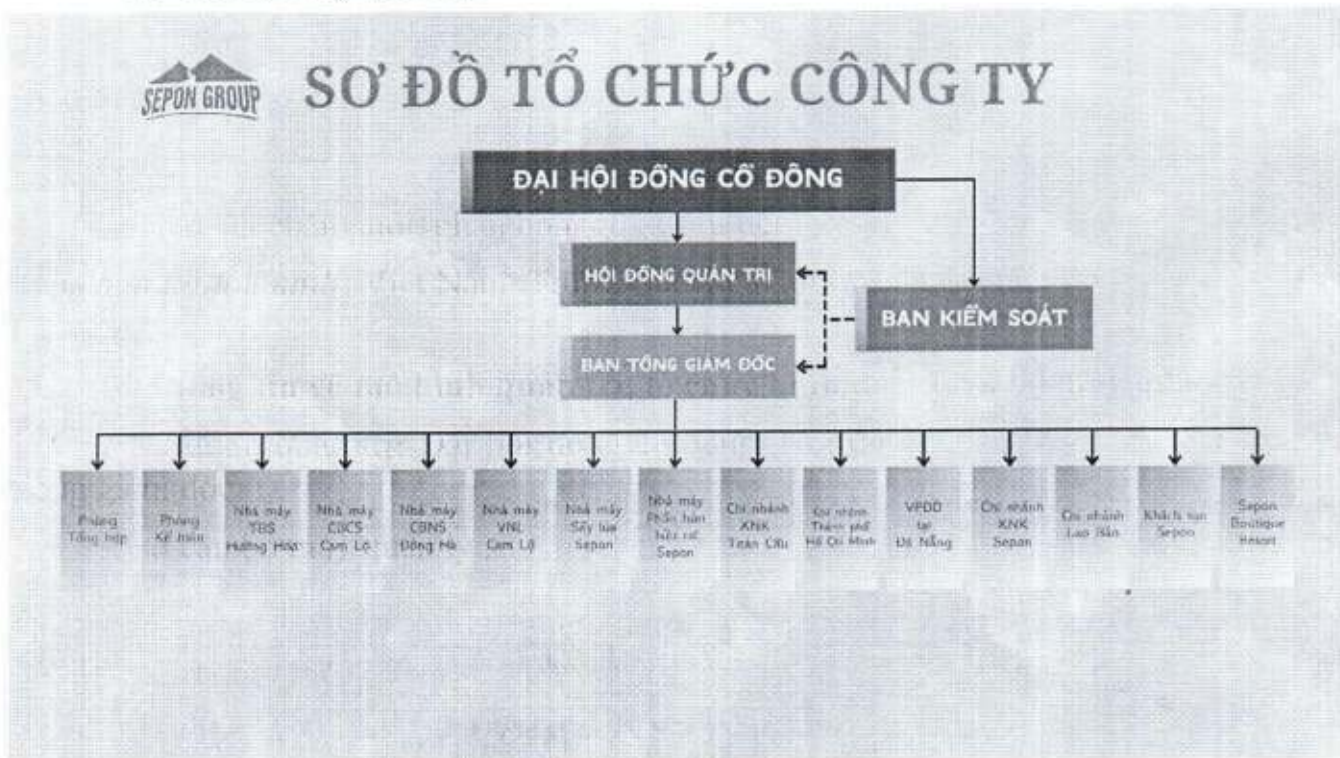 SEPON GROUP
SƠ ĐỒ TỔ CHỨC CÔNG TY
ĐẠI HỘI ĐỒNG CỔ ĐÔNG
HỘI ĐỒNG QUẢN TRỊ
BAN KIỂM SOÁT
BAN TỔNG GIÁM ĐỐC
Phòng
Tổng hợp
Phòng
Kế toán
Nhà máy
TBS
Hướng Hóa
Nhà máy
CBCS
Cam Lộ
Nhà máy
CBNS
Đông Hà
Nhà máy
VNL
Cam Lộ
Nhà máy
Sấy lúa
Sepon
Nhà máy
Phân bón
hữu cơ
Sepon
Chi nhánh
XNK
Toàn Cầu
Chi nhánh
Thành phố
Hồ Chí Minh
VPDD
tại
Đà Nẵng
Chi nhánh
XNK
Sepon
Chi nhánh
Lao Bảo
Khách sạn
Sepon
Sepon
Boutique
Resort